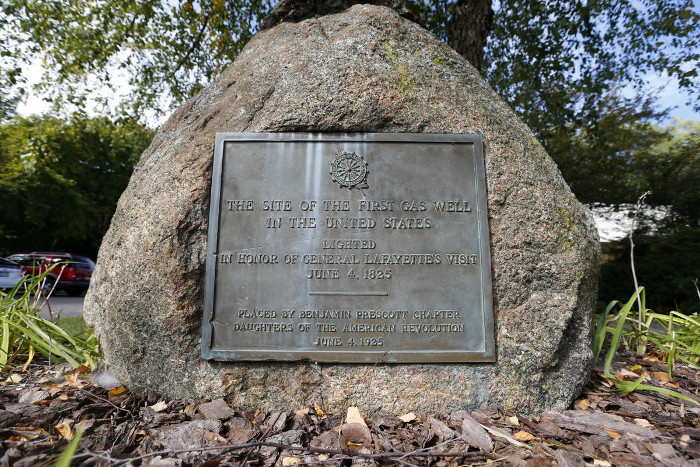 THE SITE OF THE FIRST GAS WELL
IN THE UNITED STATES
LIGHTED
IN HONOR OF GENERAL LAFAYETTE'S VISIT
JUNE 4, 1825
PLACED BY BENJAMIN PRESCOTT CHAPTER
DAUGHTERS OF THE AMERICAN REVOLUTION
JUNE 4, 1925